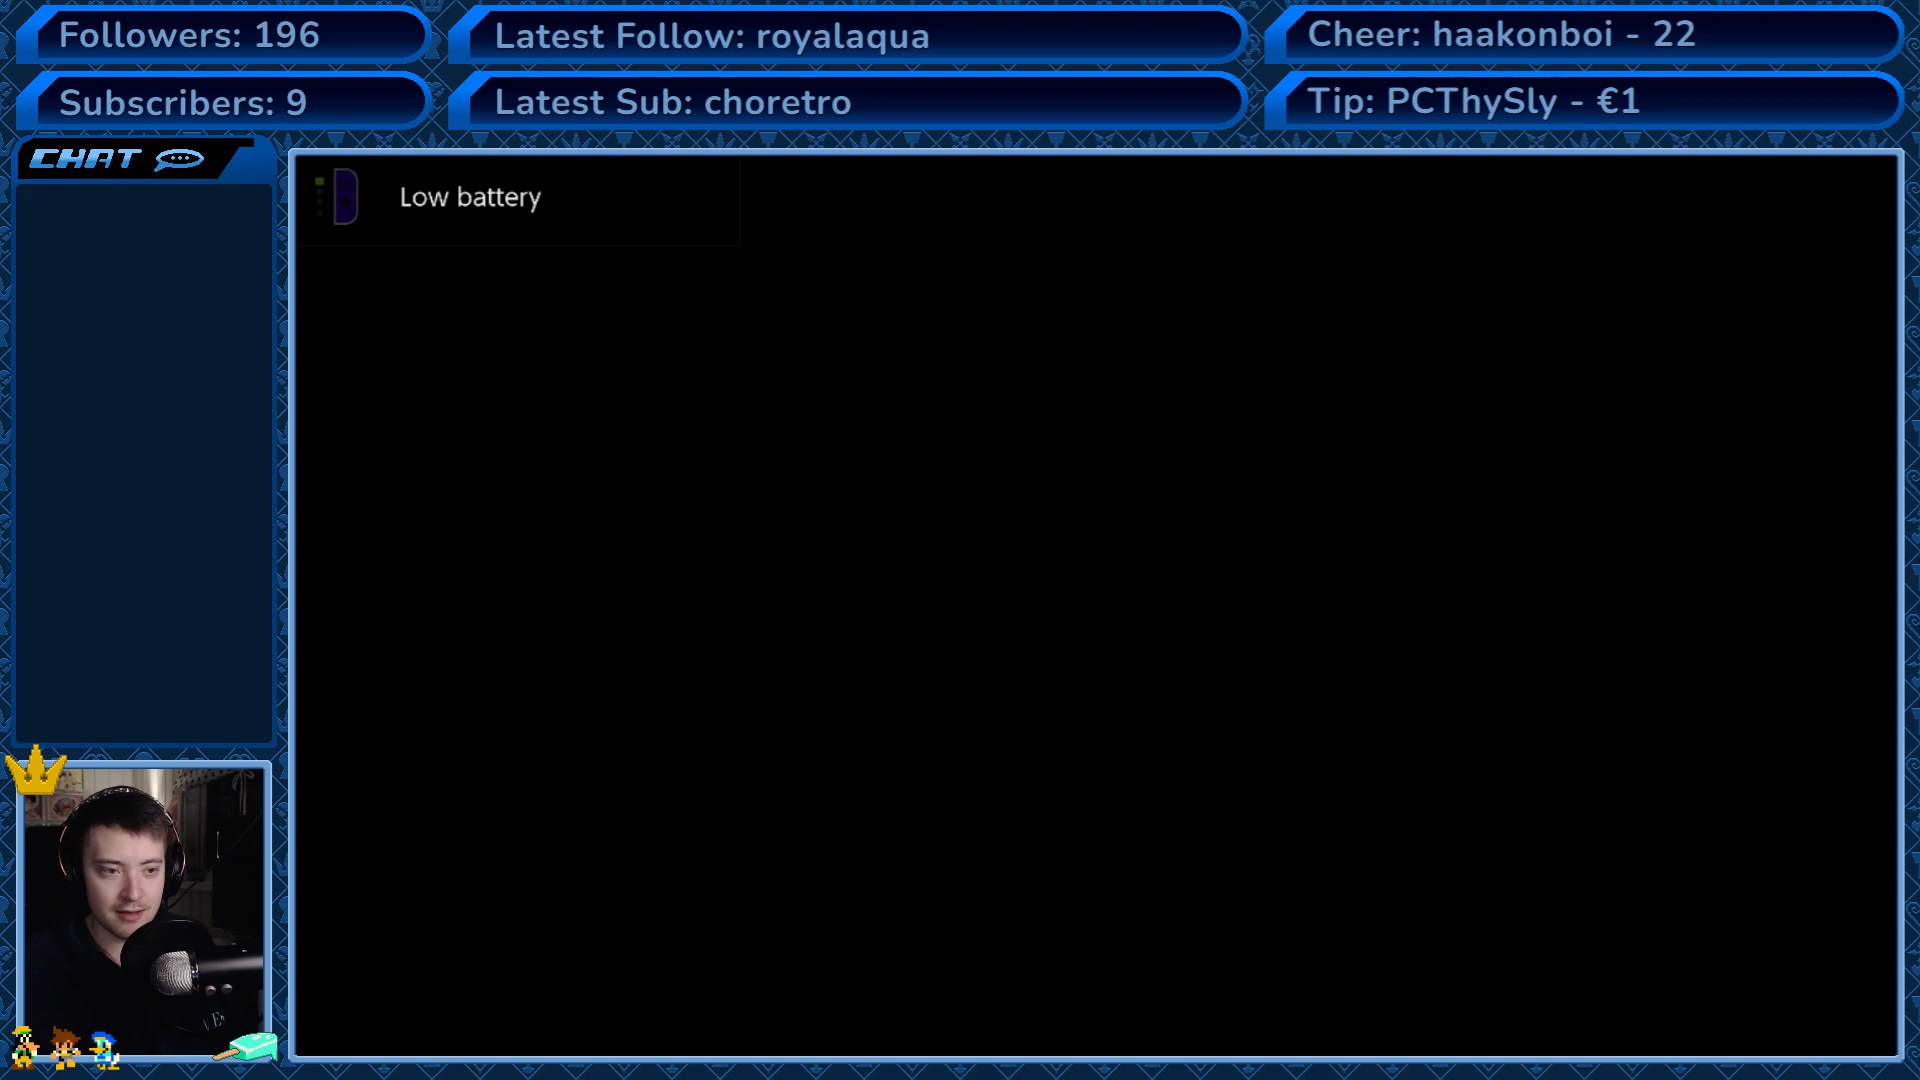 Followers: 196
Latest Follow: royalaqua
Cheer: haakonboi - 22
Subscribers: 9
Latest Sub: choretro
Tip: PCThySly - €1
CHAT
Low battery